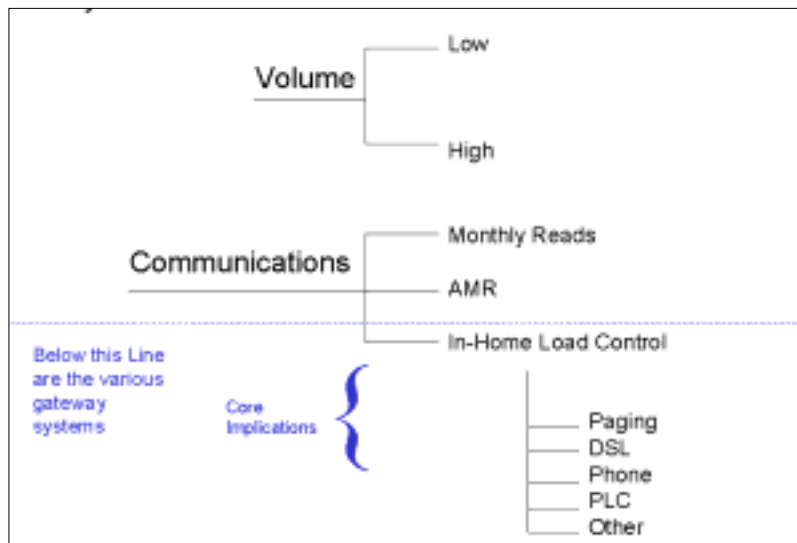 Low
Volume
High
Monthly Reads
Communications
AMR
In-Home Load Control
Below this Line
are the various
gateway
systems
Core
Implications
Paging
DSL
Phone
PLC
Other